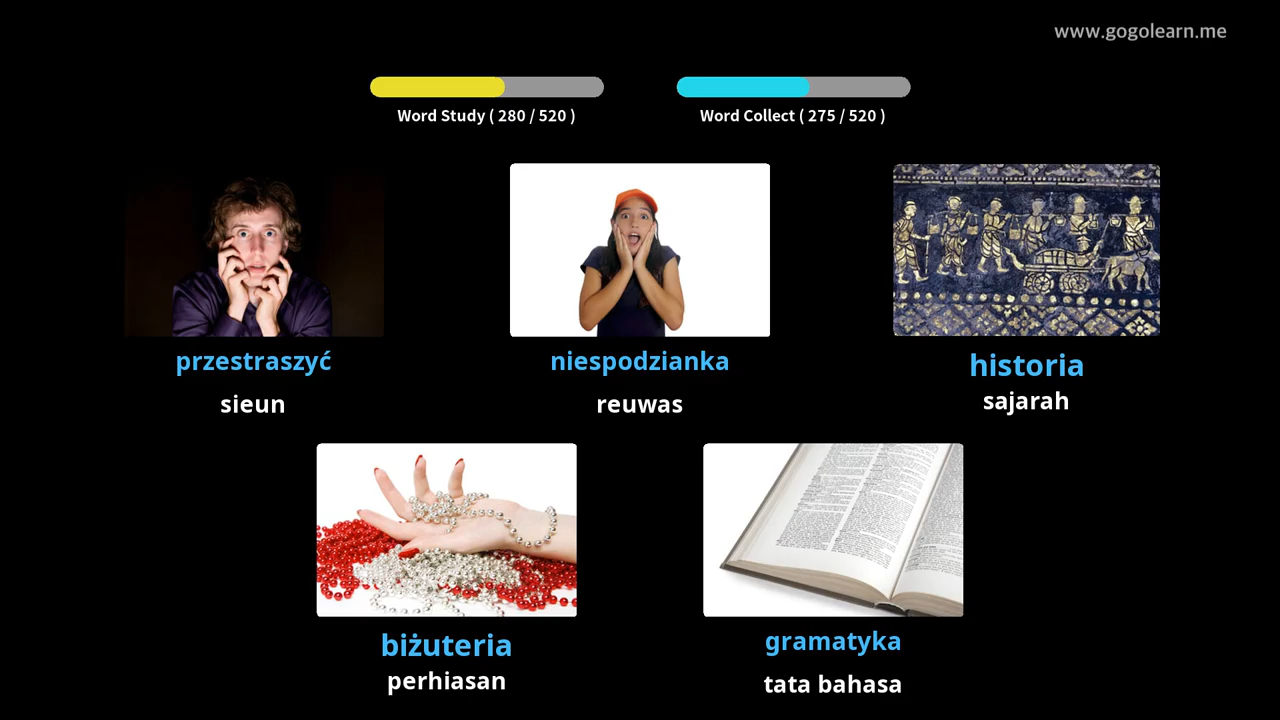 www.gogolearn.me
Word Study ( 280 / 520 )
Word Collect ( 275 / 520 )
przestraszyć
niespodzianka
historia
sieun
reuwas
sajarah
biżuteria
gramatyka
perhiasan
tata bahasa